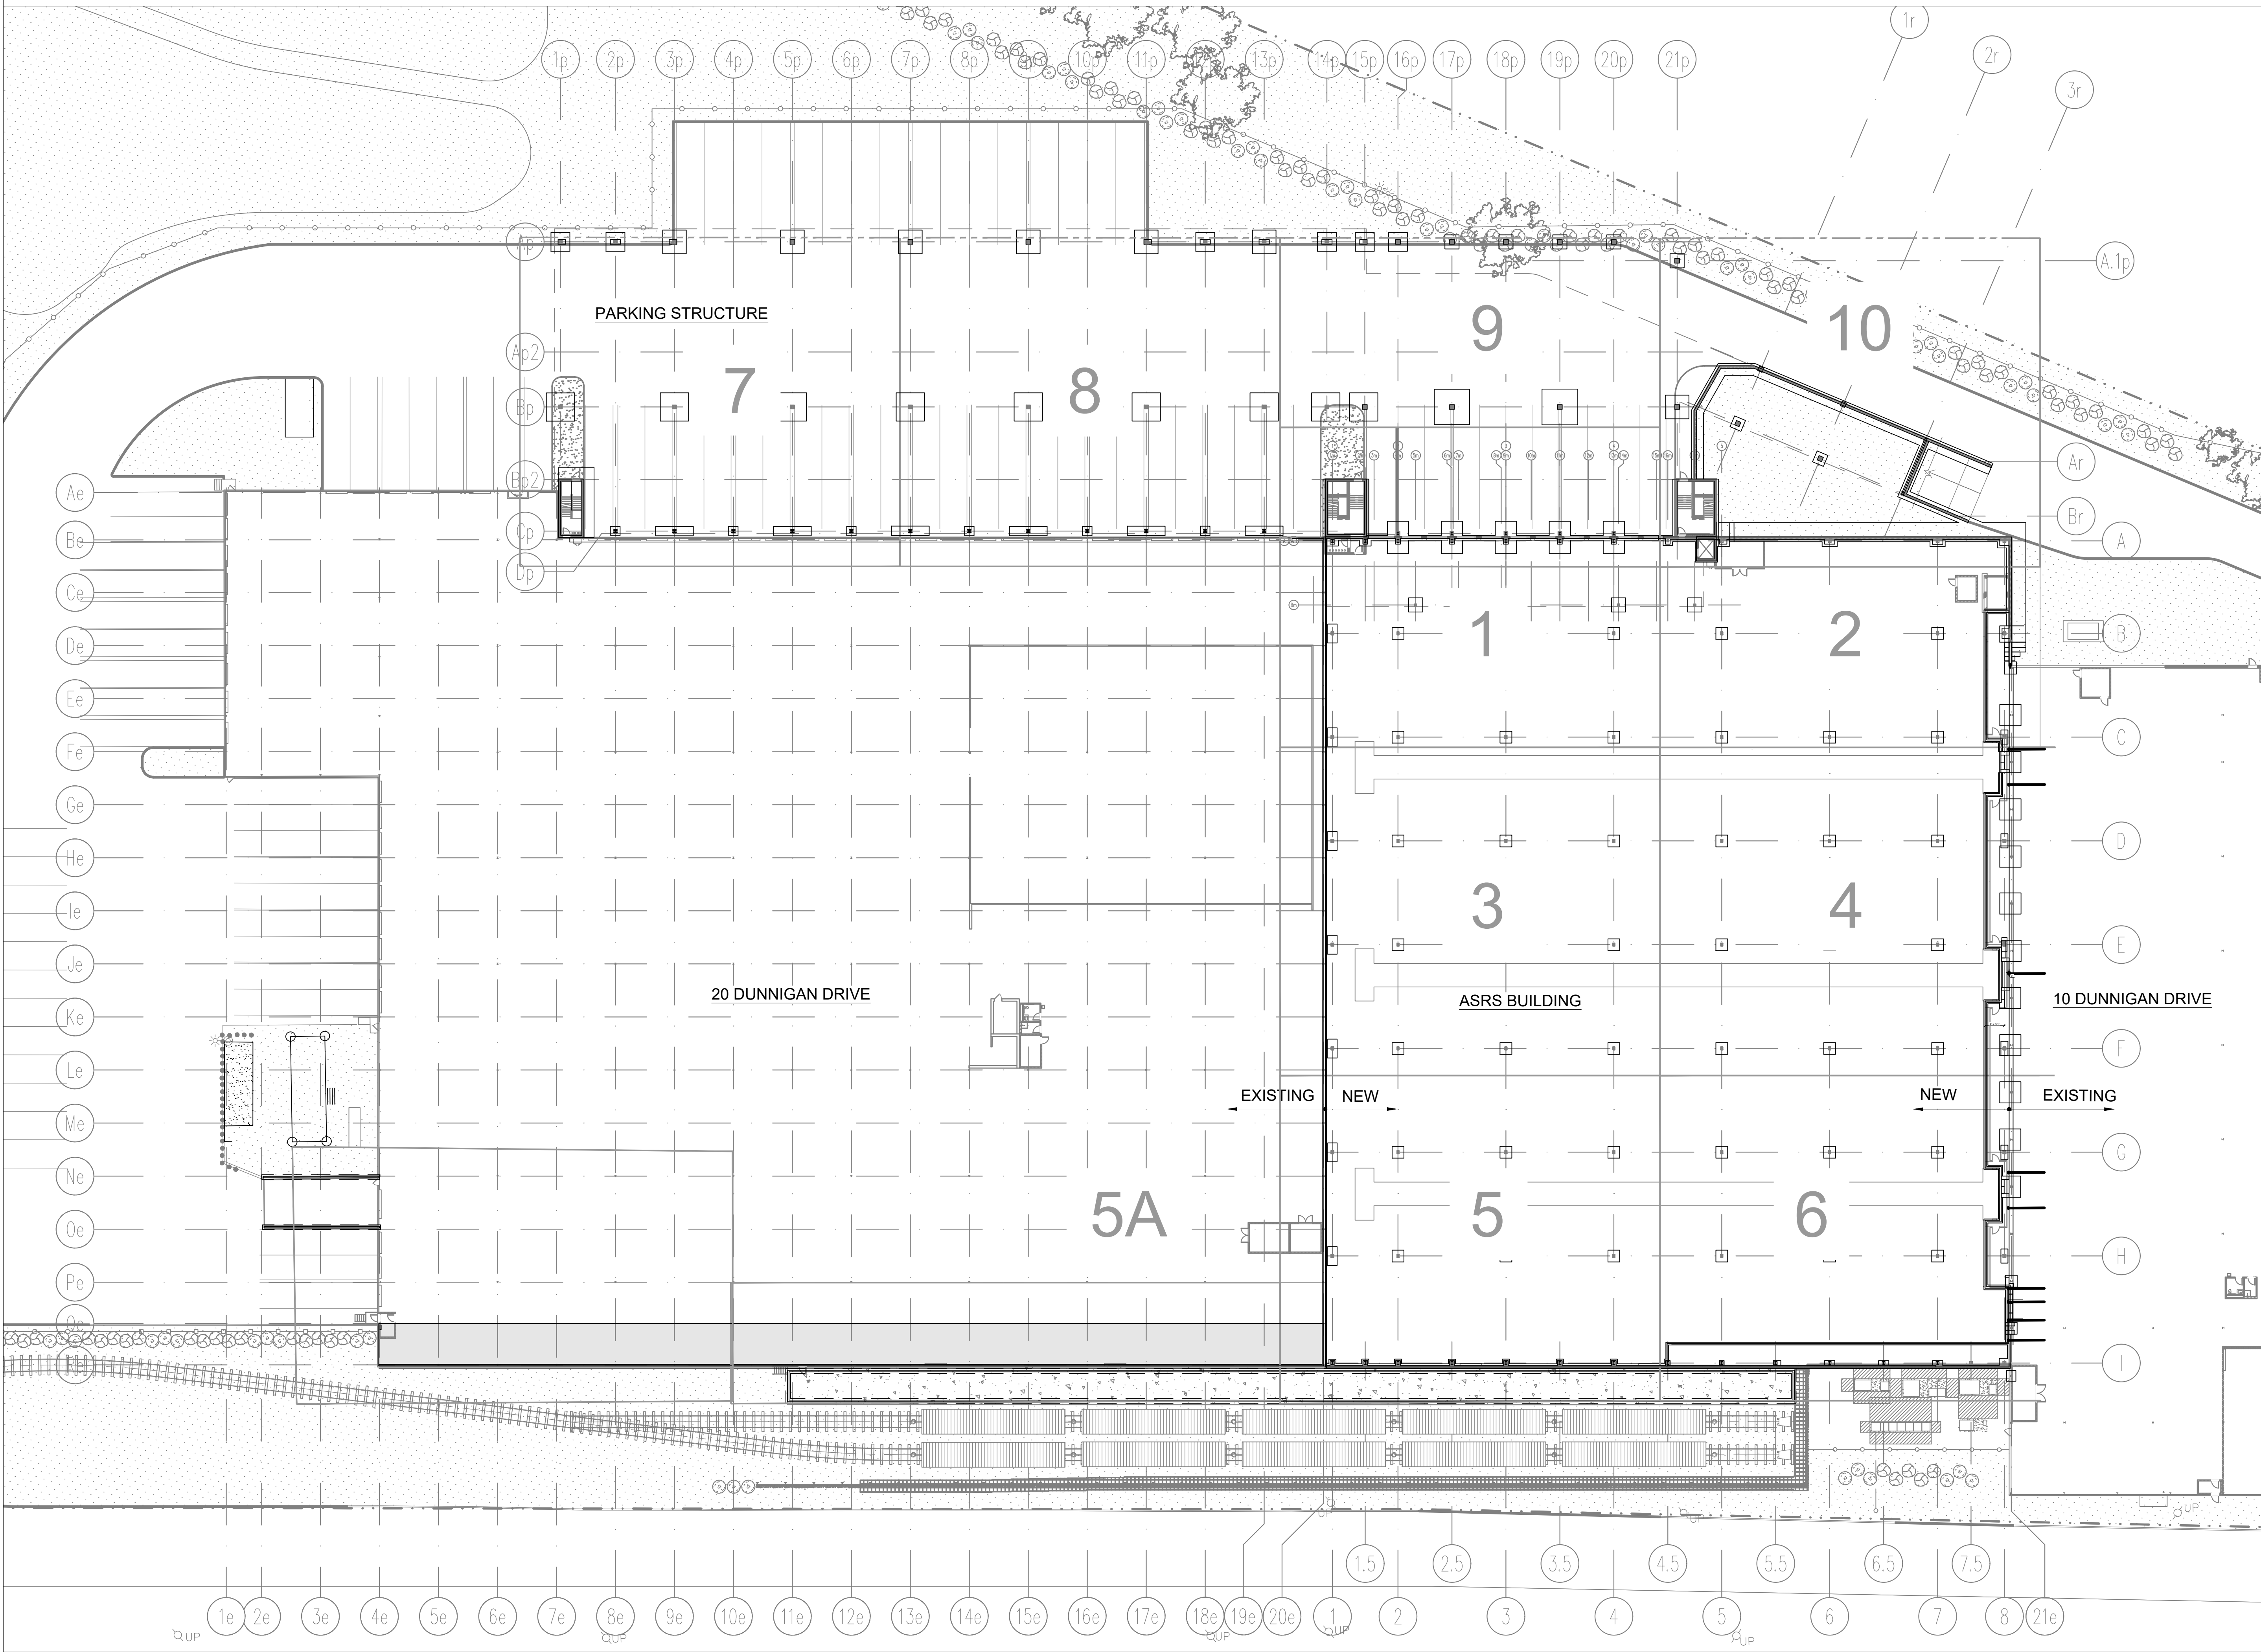 1r
2r
3r
1p 2p 3p 4p 5p 6p 7p 8p 10p 11p 13p 14p 15p 16p 17p 18p 19p 20p 21p
Ap
A.1p
PARKING STRUCTURE
9
10
Ap2
7
8
Bp
Ar
Bp2
Ae
Br
Cp
Be
A
Dp
Ce
1
2
De
B
Ee
Fe
C
Ge
He
D
Ie
3
4
Je
E
20 DUNNIGAN DRIVE
ASRS BUILDING
10 DUNNIGAN DRIVE
Ke
F
Le
EXISTING NEW
NEW EXISTING
Me
G
Ne
5A
5
6
Oe
H
Pe
I
UP
UP
UP
1.5 2.5 3.5 4.5 5.5 6.5 7.5
1e 2e 3e 4e 5e 6e 7e 8e 9e 10e 11e 12e 13e 14e 15e 16e 17e 18e 19e 20e 1 2 3 4 5 6 7 8 21e
UP
UP
UP
UP
UP